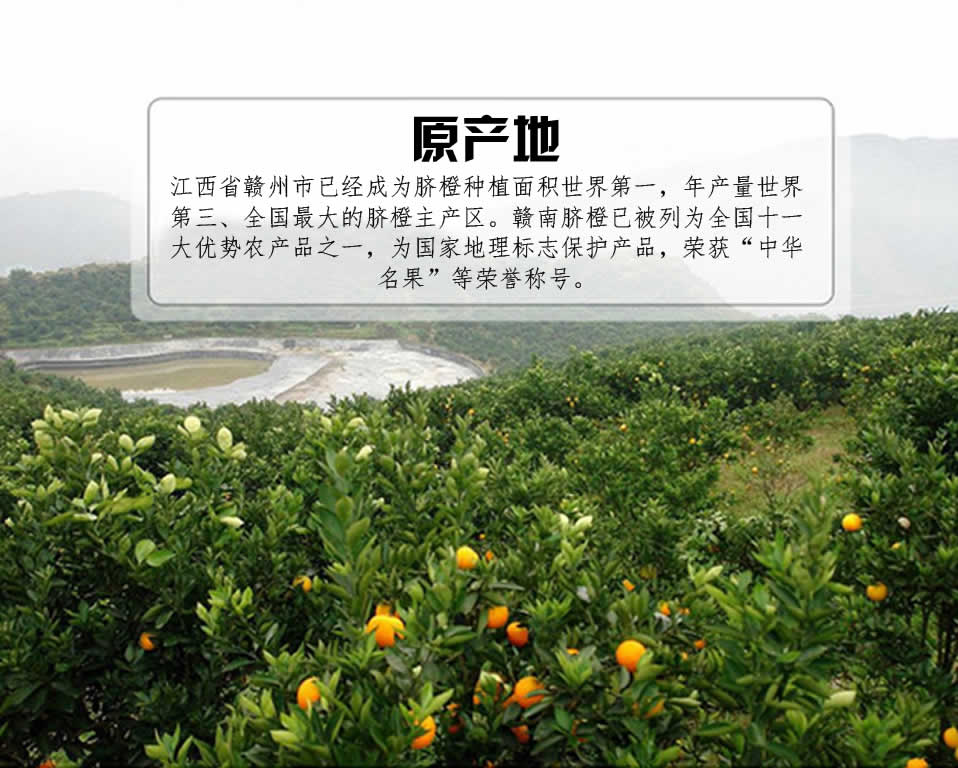 原产地
江西省赣州市已经成为脐橙种植面积世界第一，年产量世界
第三、全国最大的脐橙主产区。赣南脐橙已被列为全国十一
大优势农产品之一，为国家地理标志保护产品，荣获“中华
名果”等荣誉称号。